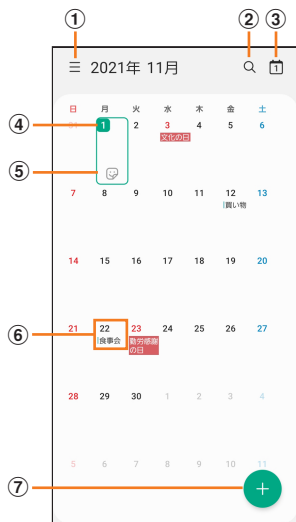 ① ② ③
2021年 11月 1
日 月 火 水 木 金 土
④ 31 1 2 3 4 5 6
文化の日
⑤
7 8 9 10 11 12 13
買い物
14 15 16 17 18 19 20
21 22 23 24 25 26 27
⑥ 食事会 勤労感謝
の日
28 29 30 1 2 3 4
5 6 7 8 9 10 11
⑦ +